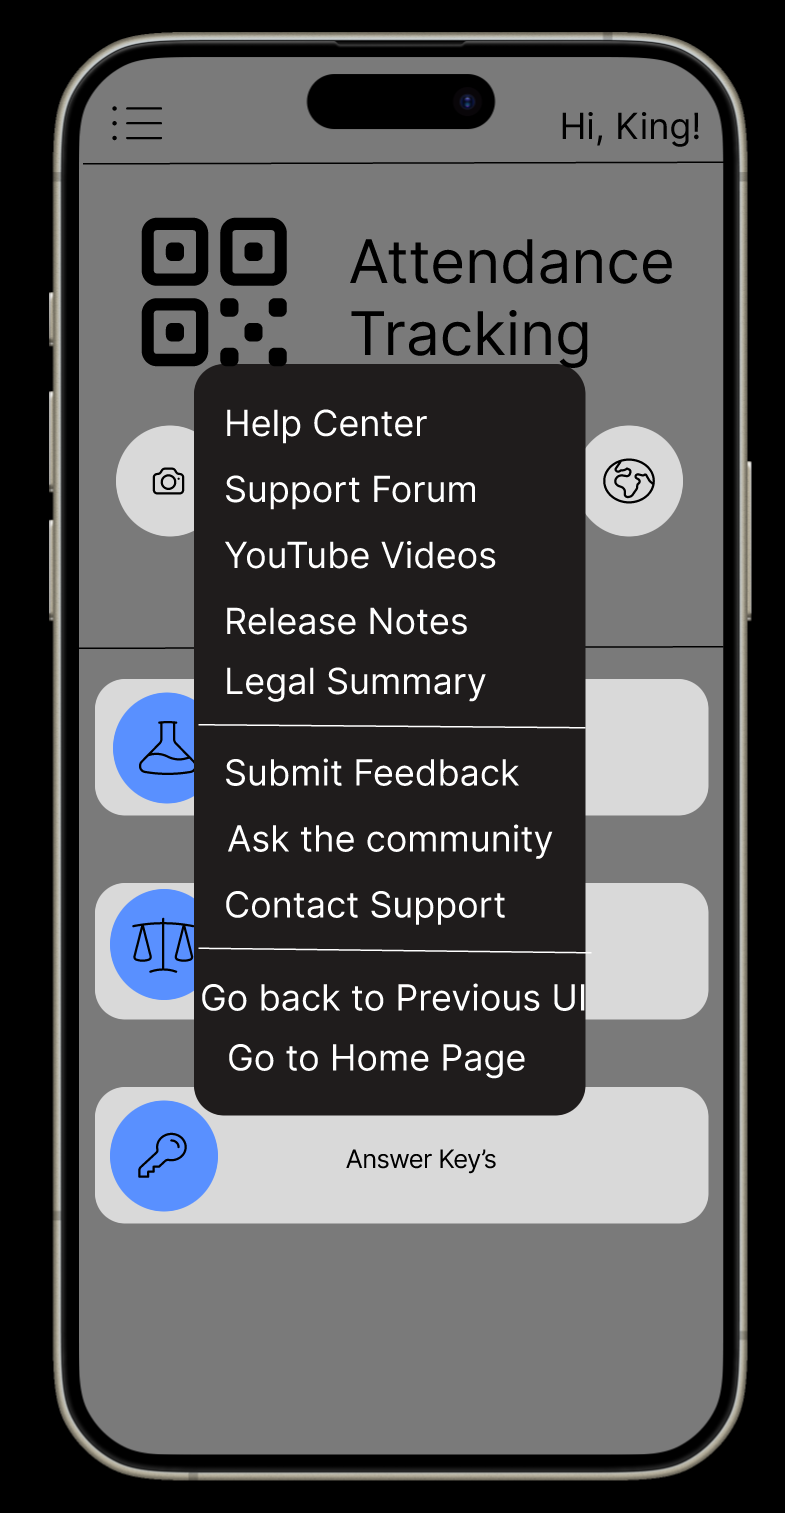 Hi, King!
Attendance
Tracking
Help Center
Support Forum
YouTube Videos
Release Notes
Legal Summary
Submit Feedback
Ask the community
Contact Support
Go back to Previous UI
Go to Home Page
Answer Key’s